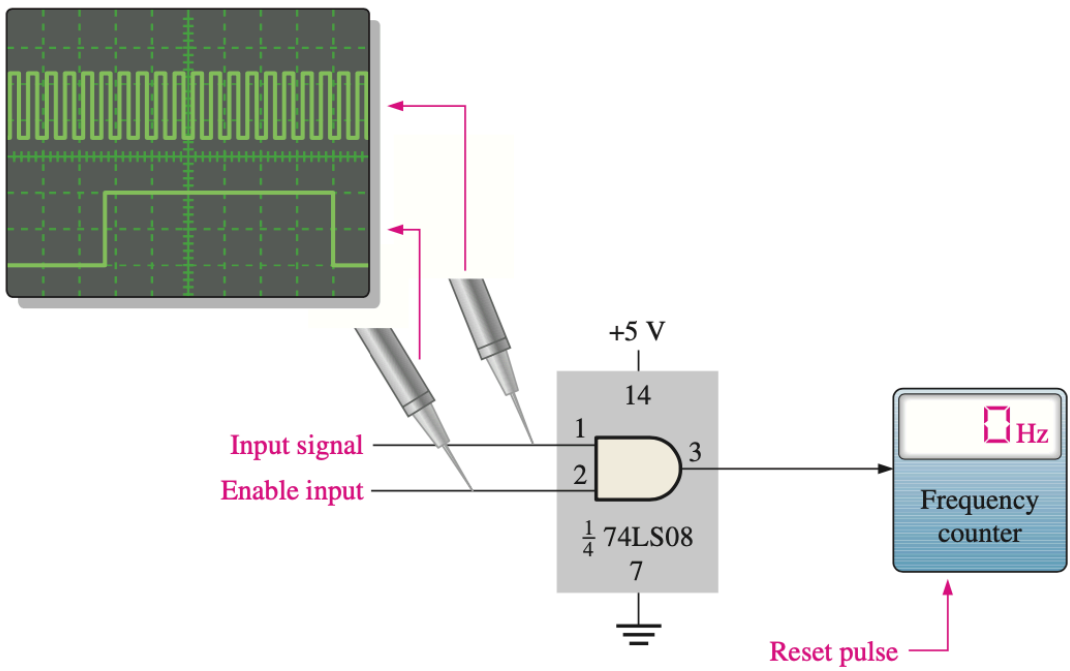 +5 V
14
1
Input signal
3
2
Enable input
0 Hz
Frequency
counter
1/4 74LS08
7
Reset pulse